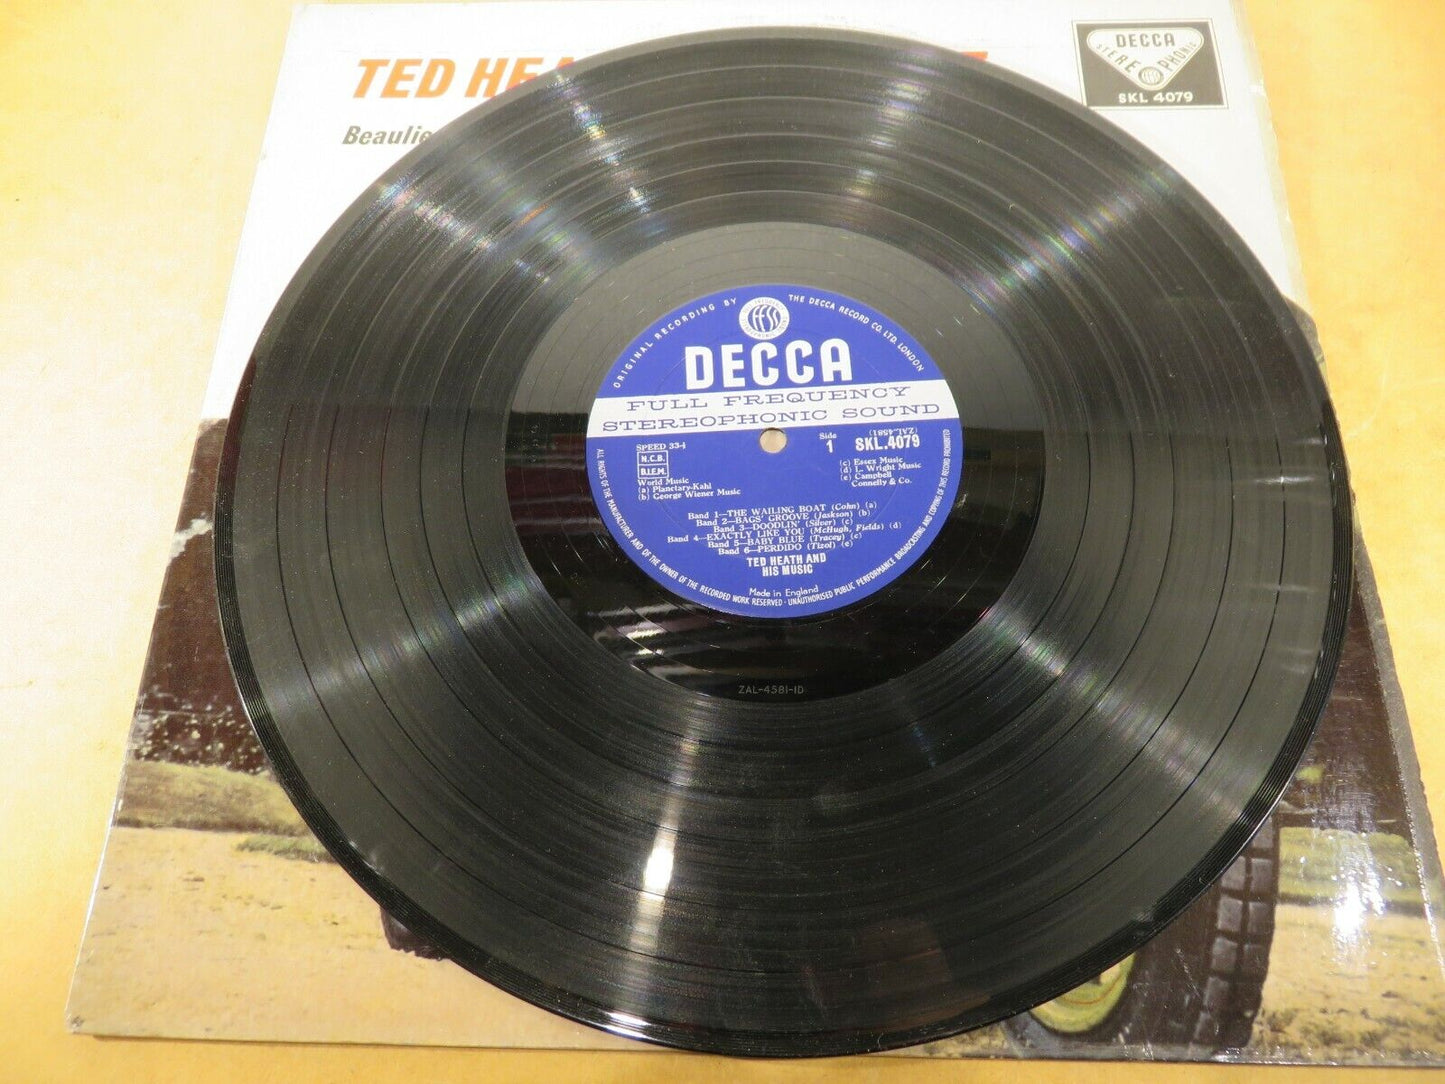 TED HEA
Beaulie
DECCA
STEREOPHONIC
SKL 4079
ORIGINAL RECORDING BY THE DECCA RECORD CO. LTD. LONDON
DECCA
FULL FREQUENCY
STEREOPHONIC SOUND
SPEED 33⅓
N.C.B.
B.I.E.M.
World Music
(a) Planetary-Kahl
(b) George Wiener Music
Side
1
(ZAL.4581)
SKL.4079
(c) Essex Music
(d) L. Wright Music
(e) Campbell
Connelly & Co.
Band 1—THE WAILING BOAT (Cohn) (a)
Band 2—BAGS' GROOVE (Jaskson) (b)
Band 3—DOODLIN' (Silver) (c)
Band 4—EXACTLY LIKE YOU (McHugh, Fields) (d)
Band 5—BABY BLUE (Tracey) (c)
Band 6—PERDIDO (Tizol) (e)
TED HEATH AND
HIS MUSIC
Made in England
ALL RIGHTS OF THE MANUFACTURER AND OF THE OWNER OF THE RECORDED WORK RESERVED · UNAUTHORISED PUBLIC PERFORMANCE BROADCASTING AND COPYING OF THIS RECORD PROHIBITED
ZAL-4581-1D